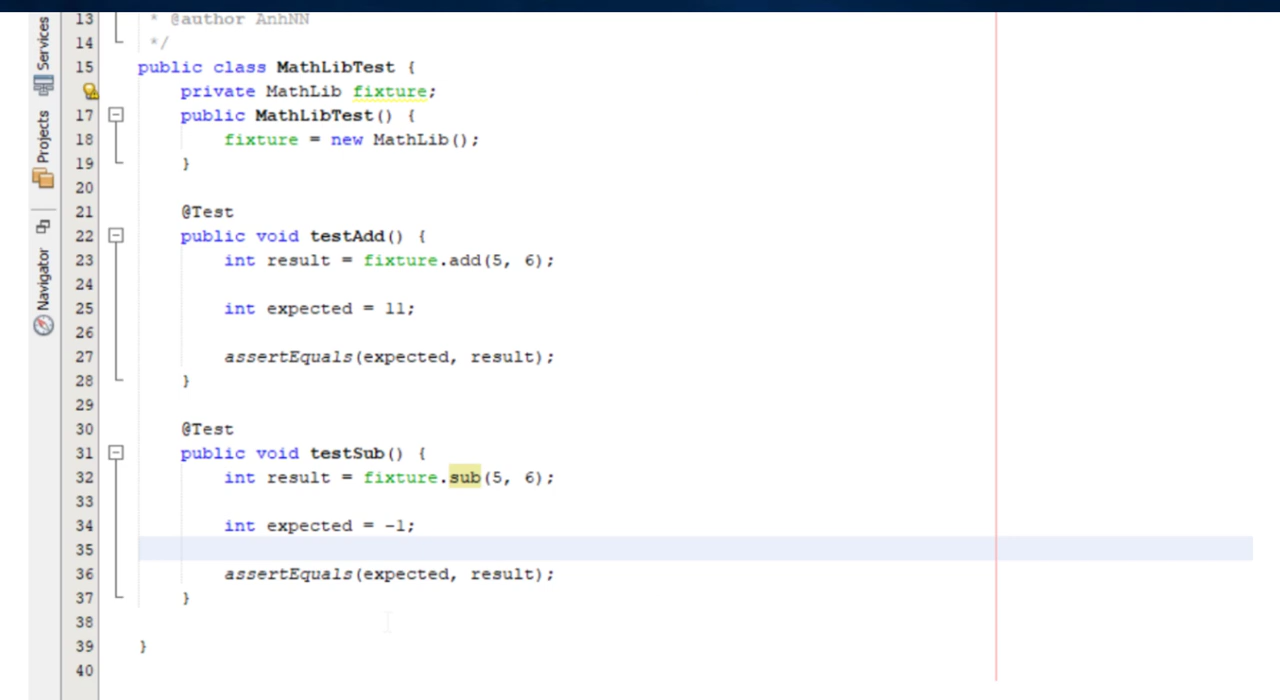 Services
Projects
Navigator
13 * @author AnhNN
14 */
15 public class MathLibTest {
private MathLib fixture;
17 public MathLibTest() {
18 fixture = new MathLib();
19 }
20
21 @Test
22 public void testAdd() {
23 int result = fixture.add(5, 6);
24
25 int expected = 11;
26
27 assertEquals(expected, result);
28 }
29
30 @Test
31 public void testSub() {
32 int result = fixture.sub(5, 6);
33
34 int expected = -1;
35
36 assertEquals(expected, result);
37 }
38
39 }
40